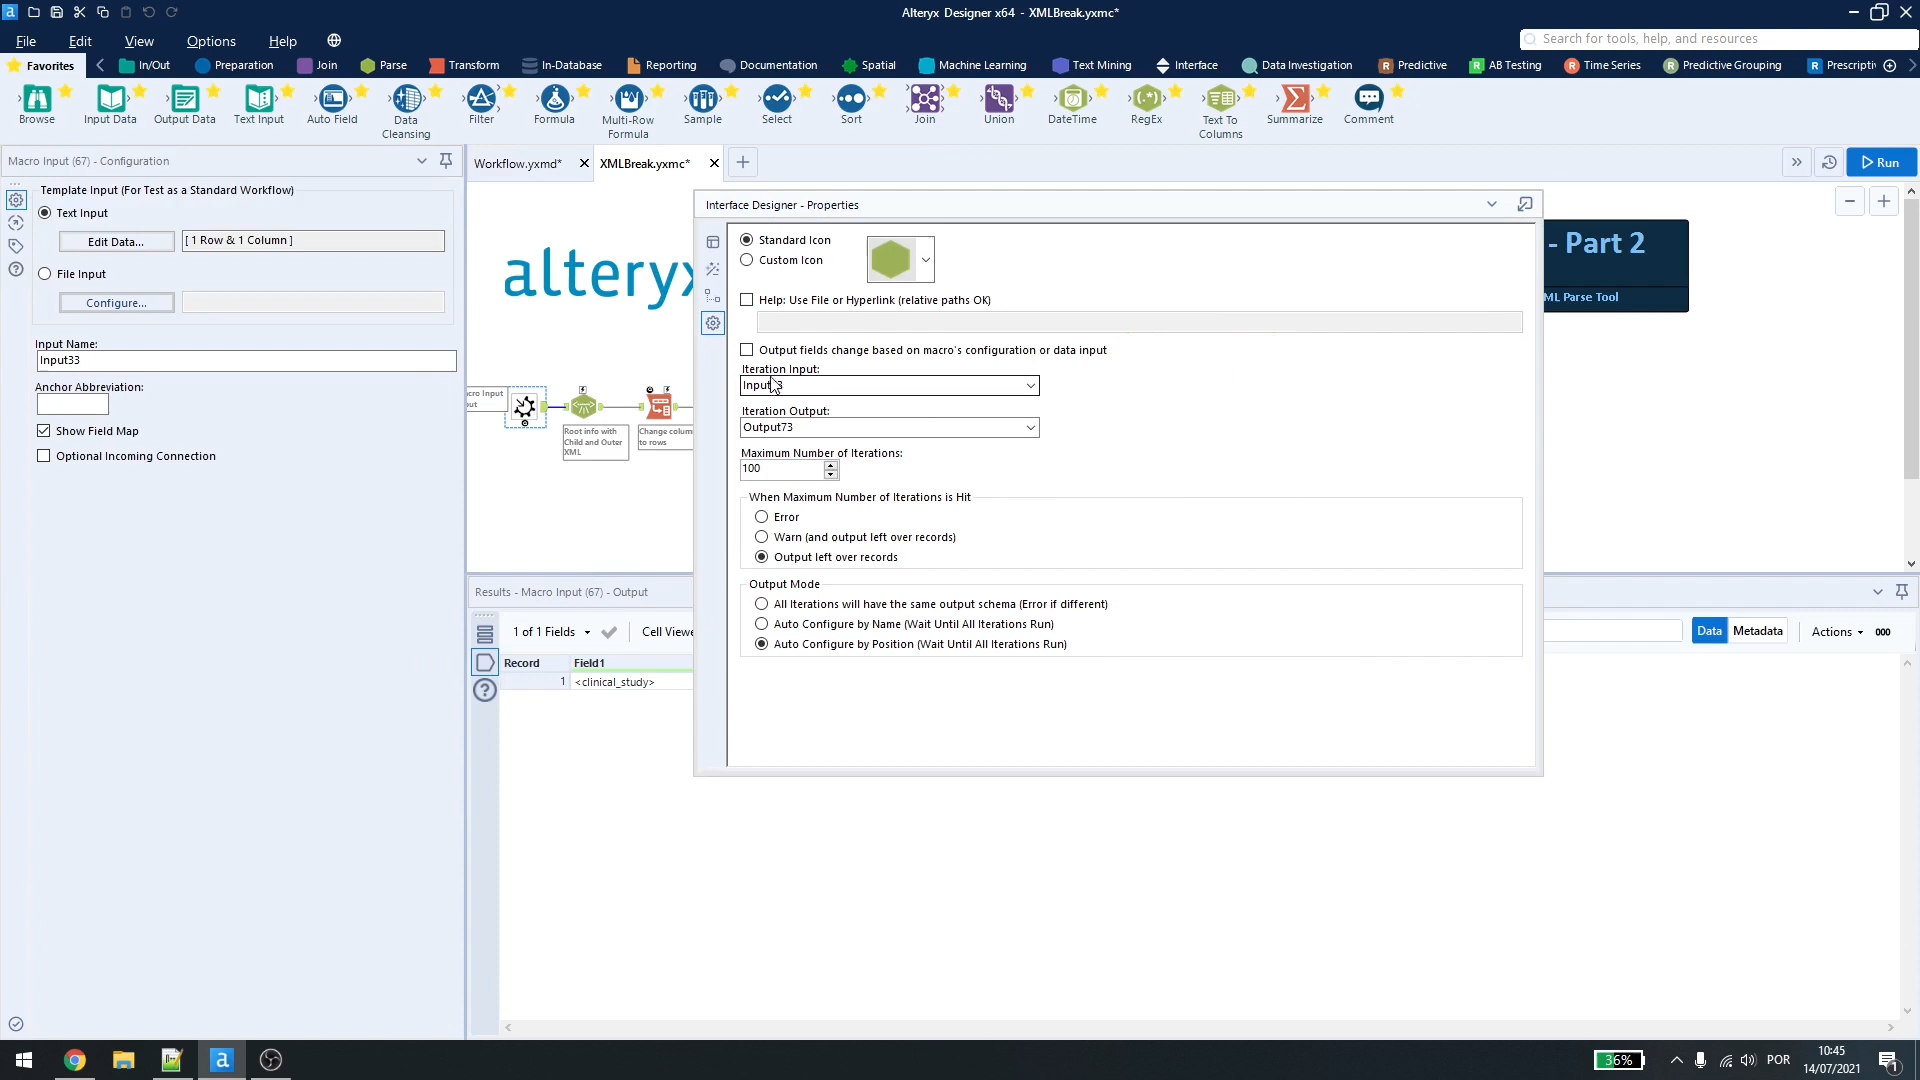 Alteryx Designer x64 - XMLBreak.yxmc*
File Edit View Options Help
Search for tools, help, and resources
Favorites In/Out Preparation Join Parse Transform In-Database Reporting Documentation Spatial Machine Learning Text Mining Interface Data Investigation Predictive AB Testing Time Series Predictive Grouping Prescripti
Browse Input Data Output Data Text Input Auto Field Data Cleansing Filter Formula Multi-Row Formula Sample Select Sort Join Union DateTime RegEx Text To Columns Summarize Comment
Macro Input (67) - Configuration
Workflow.yxmd* XMLBreak.yxmc*
Run
Template Input (For Test as a Standard Workflow)
Text Input
Edit Data... [ 1 Row & 1 Column ]
File Input
Configure...
Input Name:
Input33
Anchor Abbreviation:
Show Field Map
Optional Incoming Connection
alteryx
- Part 2
ML Parse Tool
cro Input
out
Root info with
Child and Outer
XML
Change colum
to rows
Interface Designer - Properties
Standard Icon
Custom Icon
Help: Use File or Hyperlink (relative paths OK)
Output fields change based on macro's configuration or data input
Iteration Input:
Iteration Output:
Output73
Maximum Number of Iterations:
100
When Maximum Number of Iterations is Hit
Error
Warn (and output left over records)
Output left over records
Output Mode
All Iterations will have the same output schema (Error if different)
Auto Configure by Name (Wait Until All Iterations Run)
Auto Configure by Position (Wait Until All Iterations Run)
Results - Macro Input (67) - Output
1 of 1 Fields Cell Viewe
Data Metadata Actions 000
Record Field1
1 <clinical_study>
36% POR
10:45
14/07/2021
1